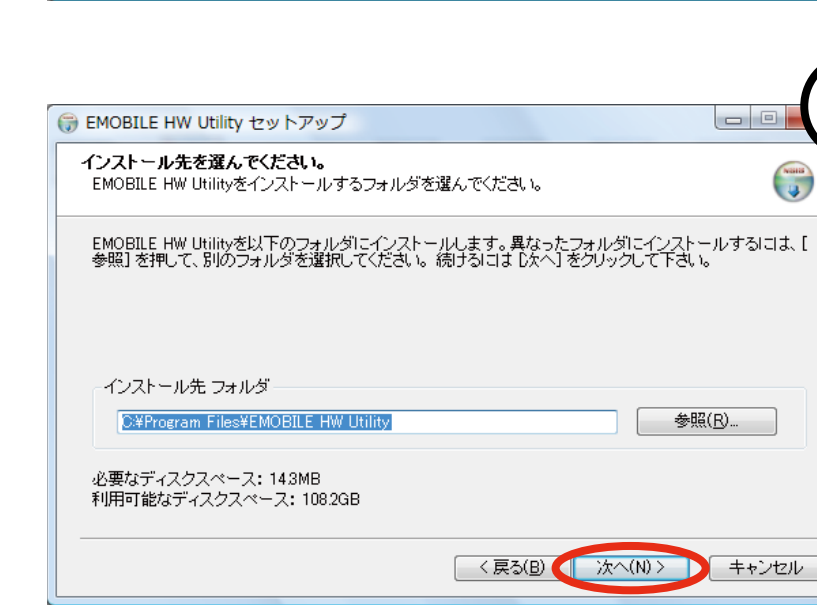 EMOBILE HW Utility セットアップ
インストール先を選んでください。
EMOBILE HW Utilityをインストールするフォルダを選んでください。
EMOBILE HW Utilityを以下のフォルダにインストールします。異なったフォルダにインストールするには、[
参照] を押して、別のフォルダを選択してください。続けるには [次へ] をクリックして下さい。
インストール先 フォルダ
C:¥Program Files¥EMOBILE HW Utility
参照(R)...
必要なディスクスペース: 14.3MB
利用可能なディスクスペース: 108.2GB
< 戻る(B)
次へ(N) >
キャンセル